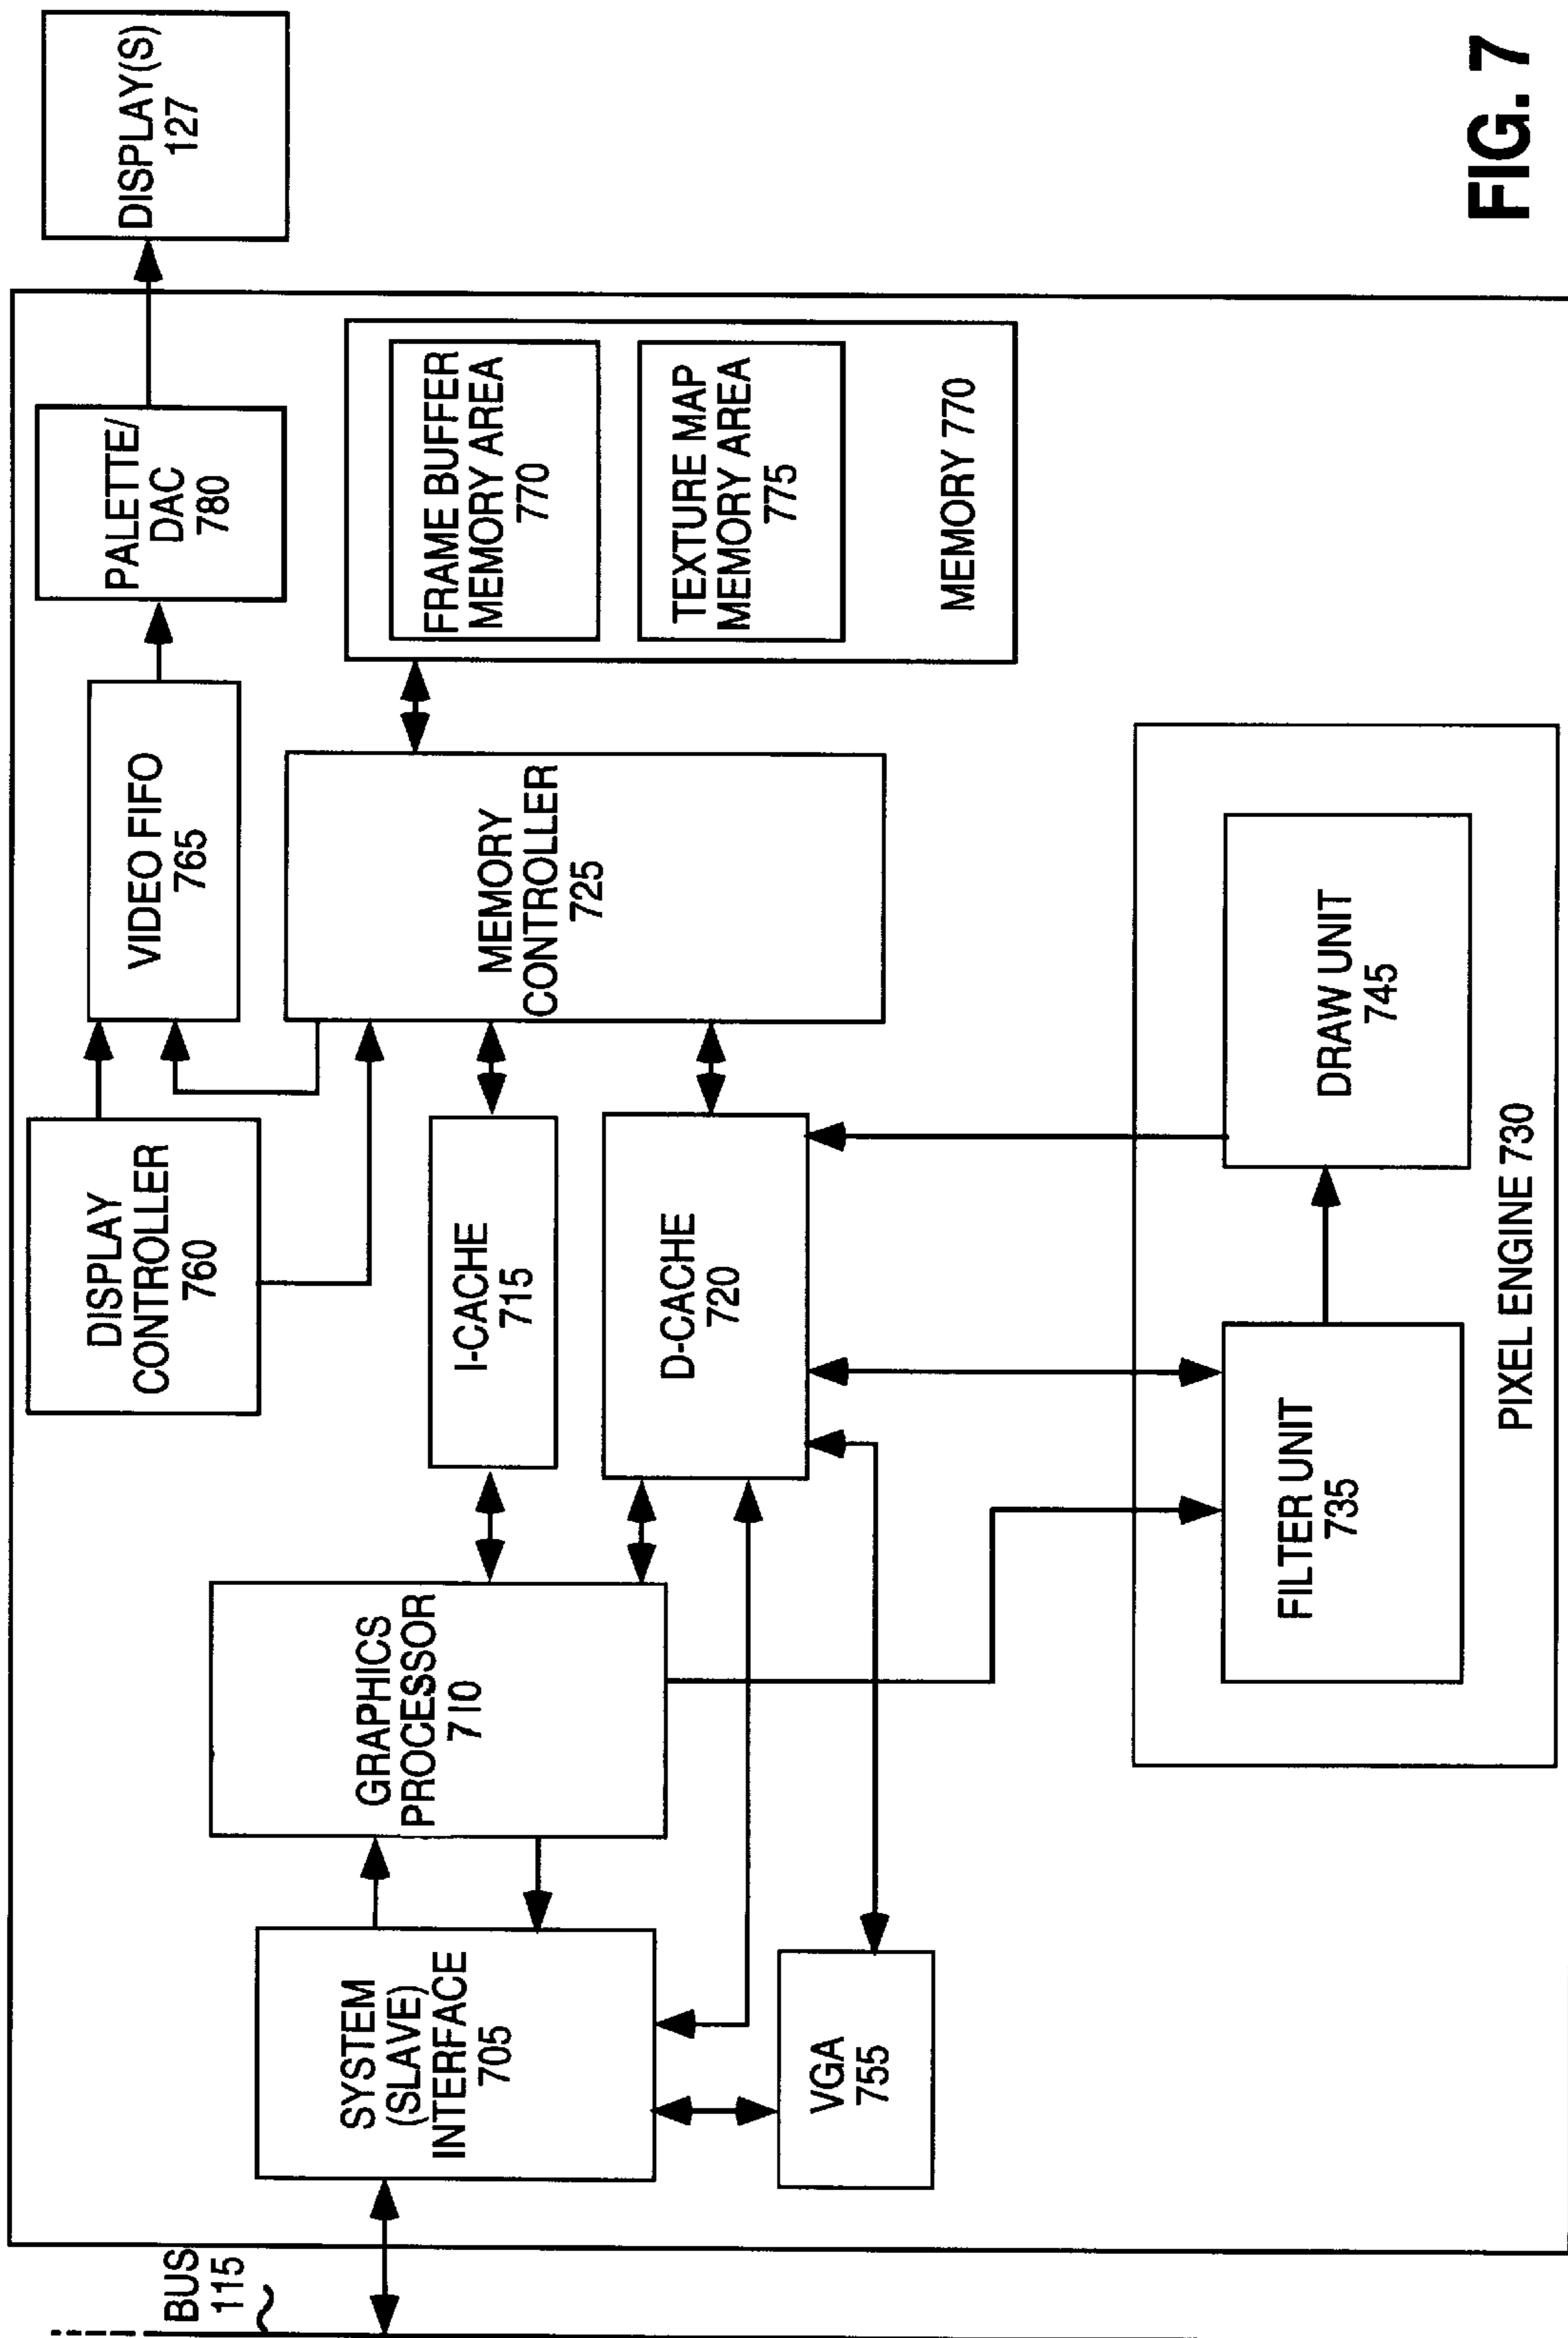 DISPLAY(S)
127
PALETTE/
DAC
780
VIDEO FIFO
765
DISPLAY
CONTROLLER
760
FRAME BUFFER
MEMORY AREA
770
TEXTURE MAP
MEMORY AREA
775
MEMORY 770
MEMORY
CONTROLLER
725
I-CACHE
715
D-CACHE
720
GRAPHICS
PROCESSOR
710
SYSTEM
(SLAVE)
INTERFACE
705
VGA
755
BUS
115
FILTER UNIT
735
DRAW UNIT
745
PIXEL ENGINE 730
FIG. 7